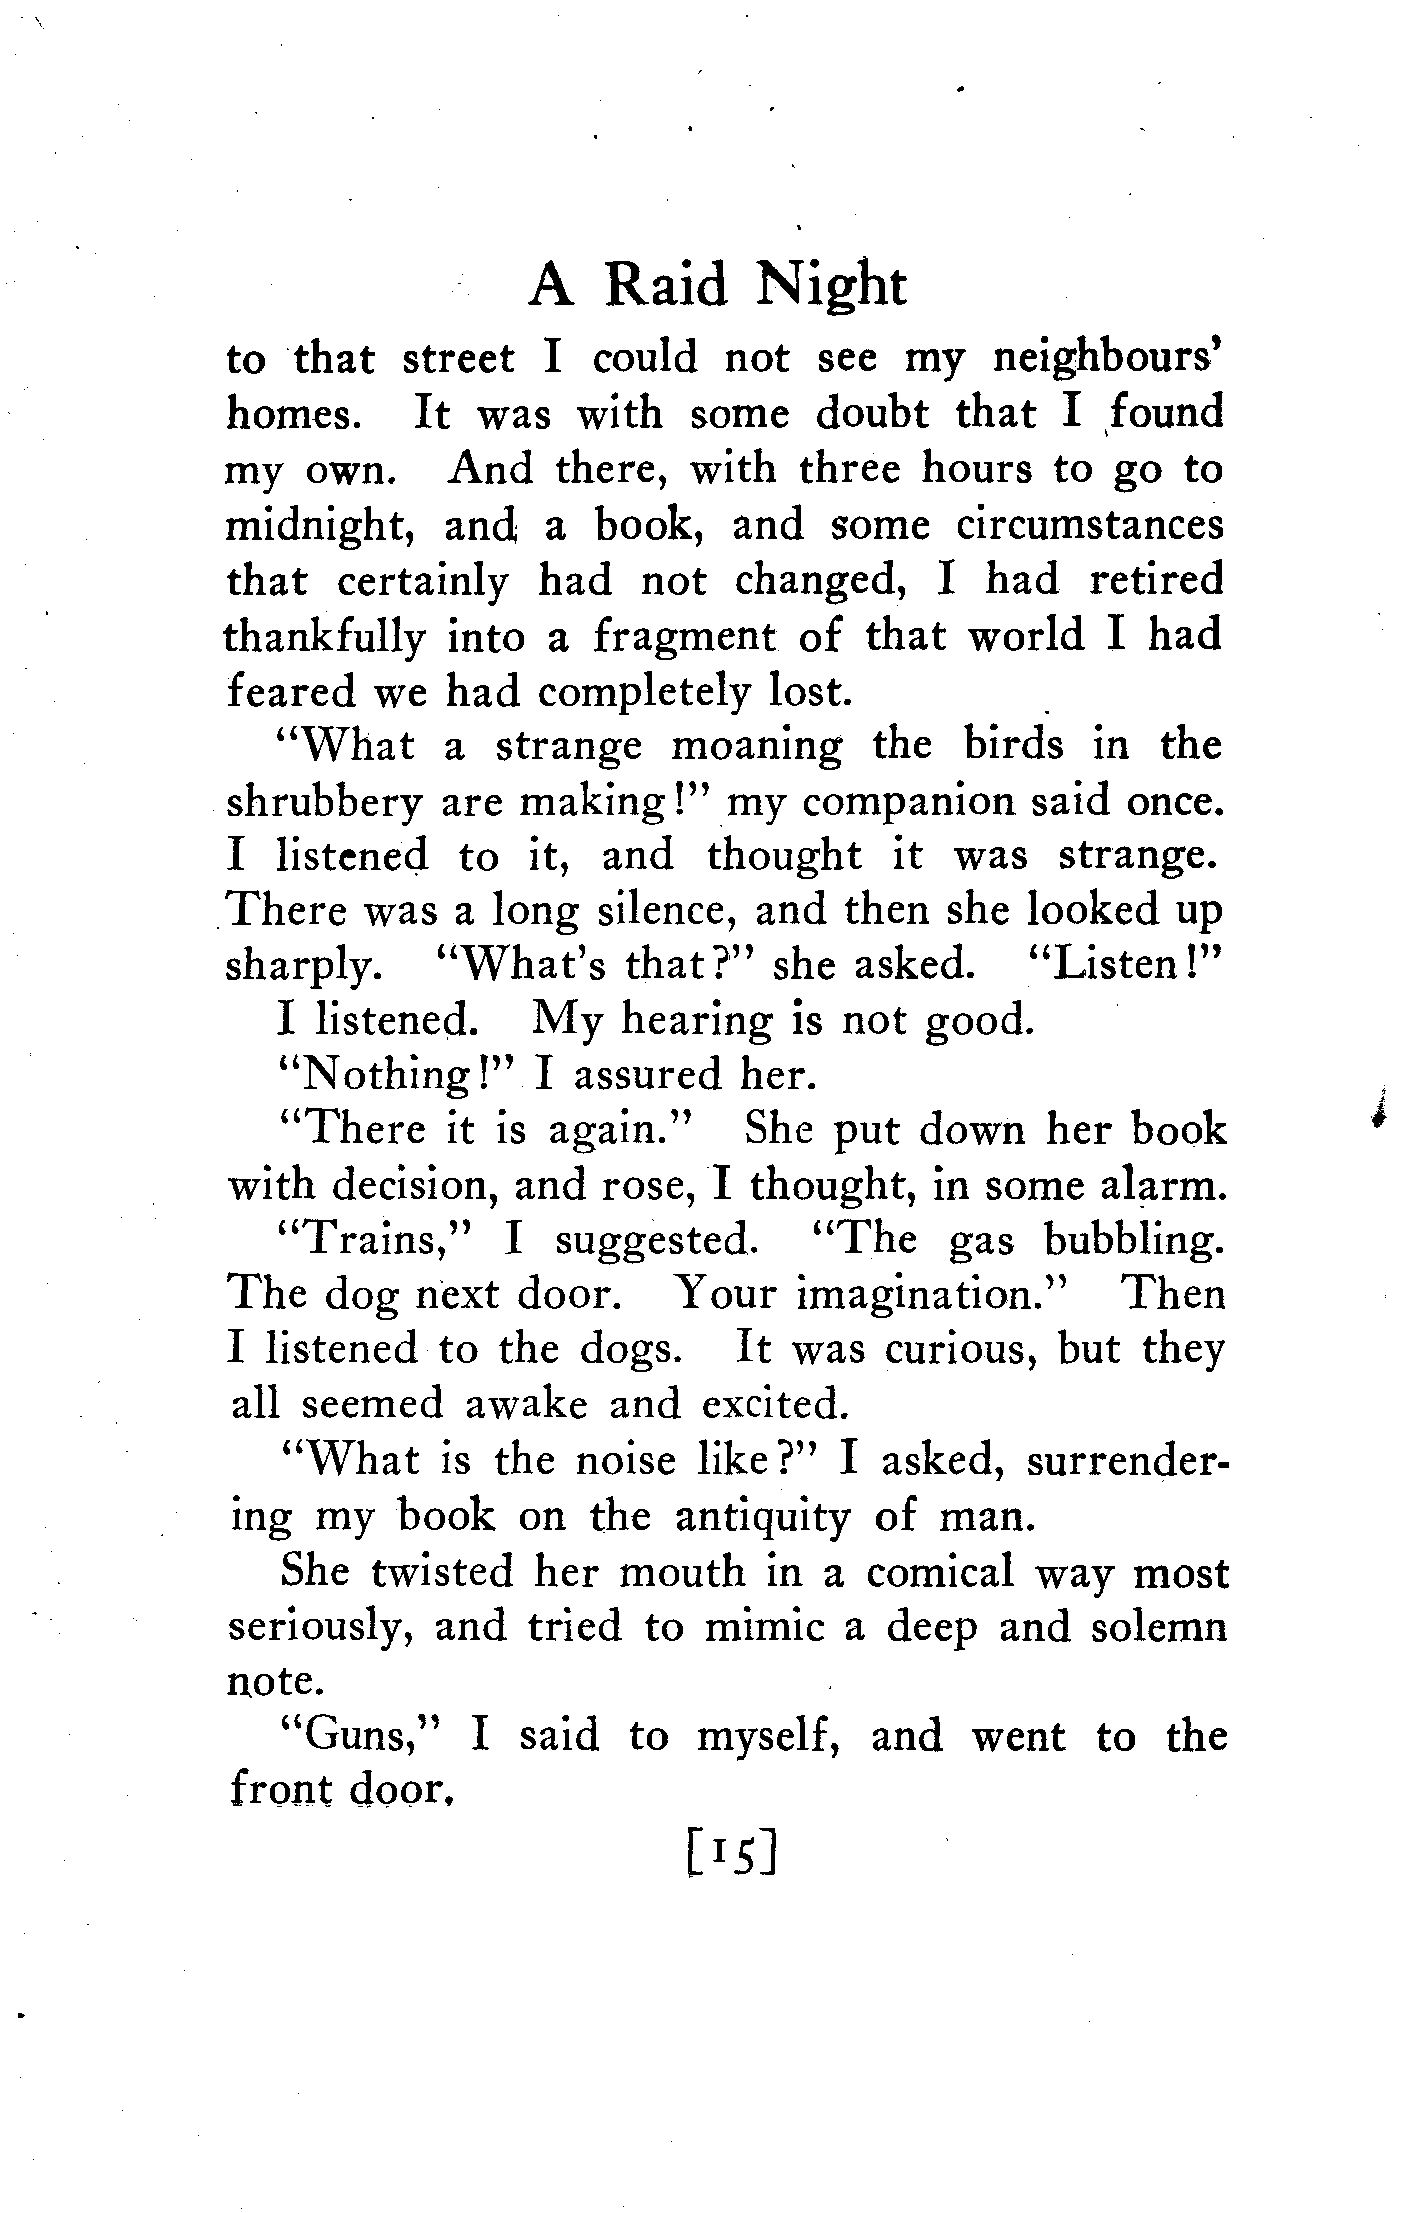 A Raid Night
to that street I could not see my neighbours'
homes. It was with some doubt that I found
my own. And there, with three hours to go to
midnight, and a book, and some circumstances
that certainly had not changed, I had retired
thankfully into a fragment of that world I had
feared we had completely lost.
"What a strange moaning the birds in the
shrubbery are making!" my companion said once.
I listened to it, and thought it was strange.
There was a long silence, and then she looked up
sharply. "What's that?" she asked. "Listen!"
I listened. My hearing is not good.
"Nothing!" I assured her.
"There it is again." She put down her book
with decision, and rose, I thought, in some alarm.
"Trains," I suggested. "The gas bubbling.
The dog next door. Your imagination." Then
I listened to the dogs. It was curious, but they
all seemed awake and excited.
"What is the noise like?" I asked, surrender-
ing my book on the antiquity of man.
She twisted her mouth in a comical way most
seriously, and tried to mimic a deep and solemn
note.
"Guns," I said to myself, and went to the
front door.
[15]